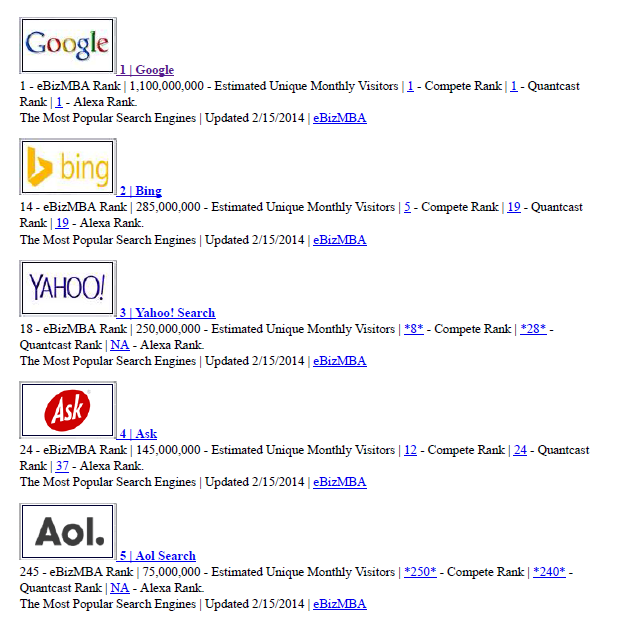 Google
1 | Google
1 - eBizMBA Rank | 1,100,000,000 - Estimated Unique Monthly Visitors | 1 - Compete Rank | 1 - Quantcast
Rank | 1 - Alexa Rank.
The Most Popular Search Engines | Updated 2/15/2014 | eBizMBA
bing
2 | Bing
14 - eBizMBA Rank | 285,000,000 - Estimated Unique Monthly Visitors | 5 - Compete Rank | 19 - Quantcast
Rank | 19 - Alexa Rank.
The Most Popular Search Engines | Updated 2/15/2014 | eBizMBA
YAHOO!
3 | Yahoo! Search
18 - eBizMBA Rank | 250,000,000 - Estimated Unique Monthly Visitors | *8* - Compete Rank | *28* -
Quantcast Rank | NA - Alexa Rank.
The Most Popular Search Engines | Updated 2/15/2014 | eBizMBA
Ask
4 | Ask
24 - eBizMBA Rank | 145,000,000 - Estimated Unique Monthly Visitors | 12 - Compete Rank | 24 - Quantcast
Rank | 37 - Alexa Rank.
The Most Popular Search Engines | Updated 2/15/2014 | eBizMBA
Aol.
5 | Aol Search
245 - eBizMBA Rank | 75,000,000 - Estimated Unique Monthly Visitors | *250* - Compete Rank | *240* -
Quantcast Rank | NA - Alexa Rank.
The Most Popular Search Engines | Updated 2/15/2014 | eBizMBA